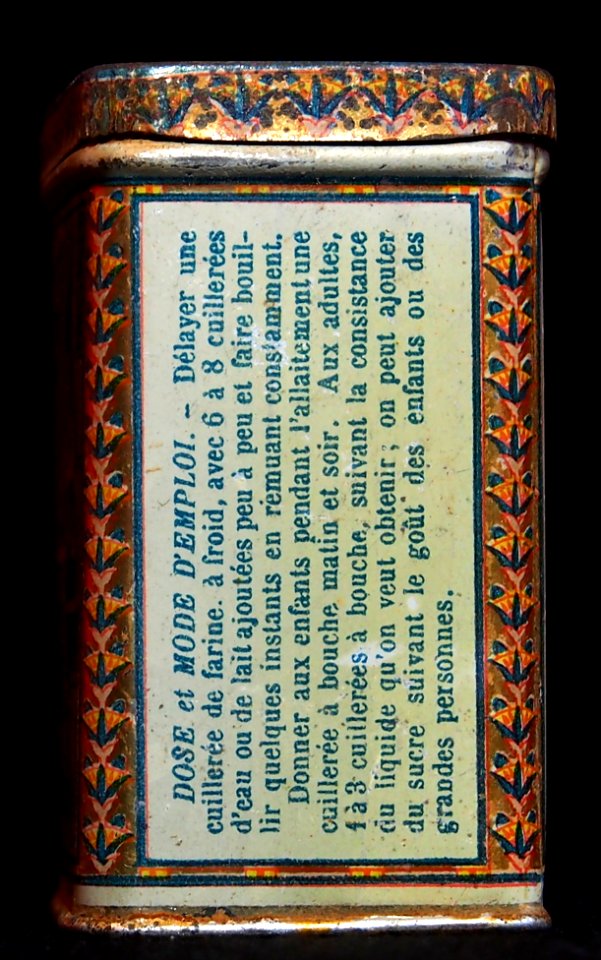 DOSE et MODE D'EMPLOI. – Délayer une
cuillerée de farine. à froid, avec 6 à 8 cuillerées
d'eau ou de lait ajoutées peu à peu et faire bouil-
lir quelques instants en remuant constamment.
Donner aux enfants pendant l'allaitement une
cuillerée à bouche matin et soir. Aux adultes,
1 à 3 cuillerées à bouche, suivant la consistance
du liquide qu'on veut obtenir; on peut ajouter
du sucre suivant le goût des enfants ou des
grandes personnes.